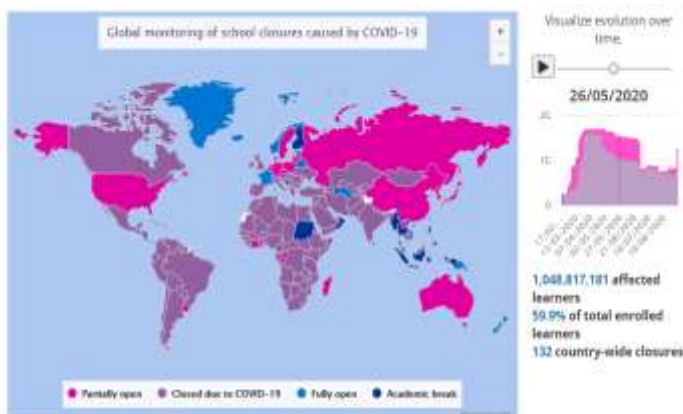 Global monitoring of school closures caused by COVID-19
+
-
Visualize evolution over
time.
26/05/2020
0
1,048,817,181 affected
learners
59.9% of total enrolled
learners
132 country-wide closures
Partially open
Closed due to COVID-19
Fully open
Academic break